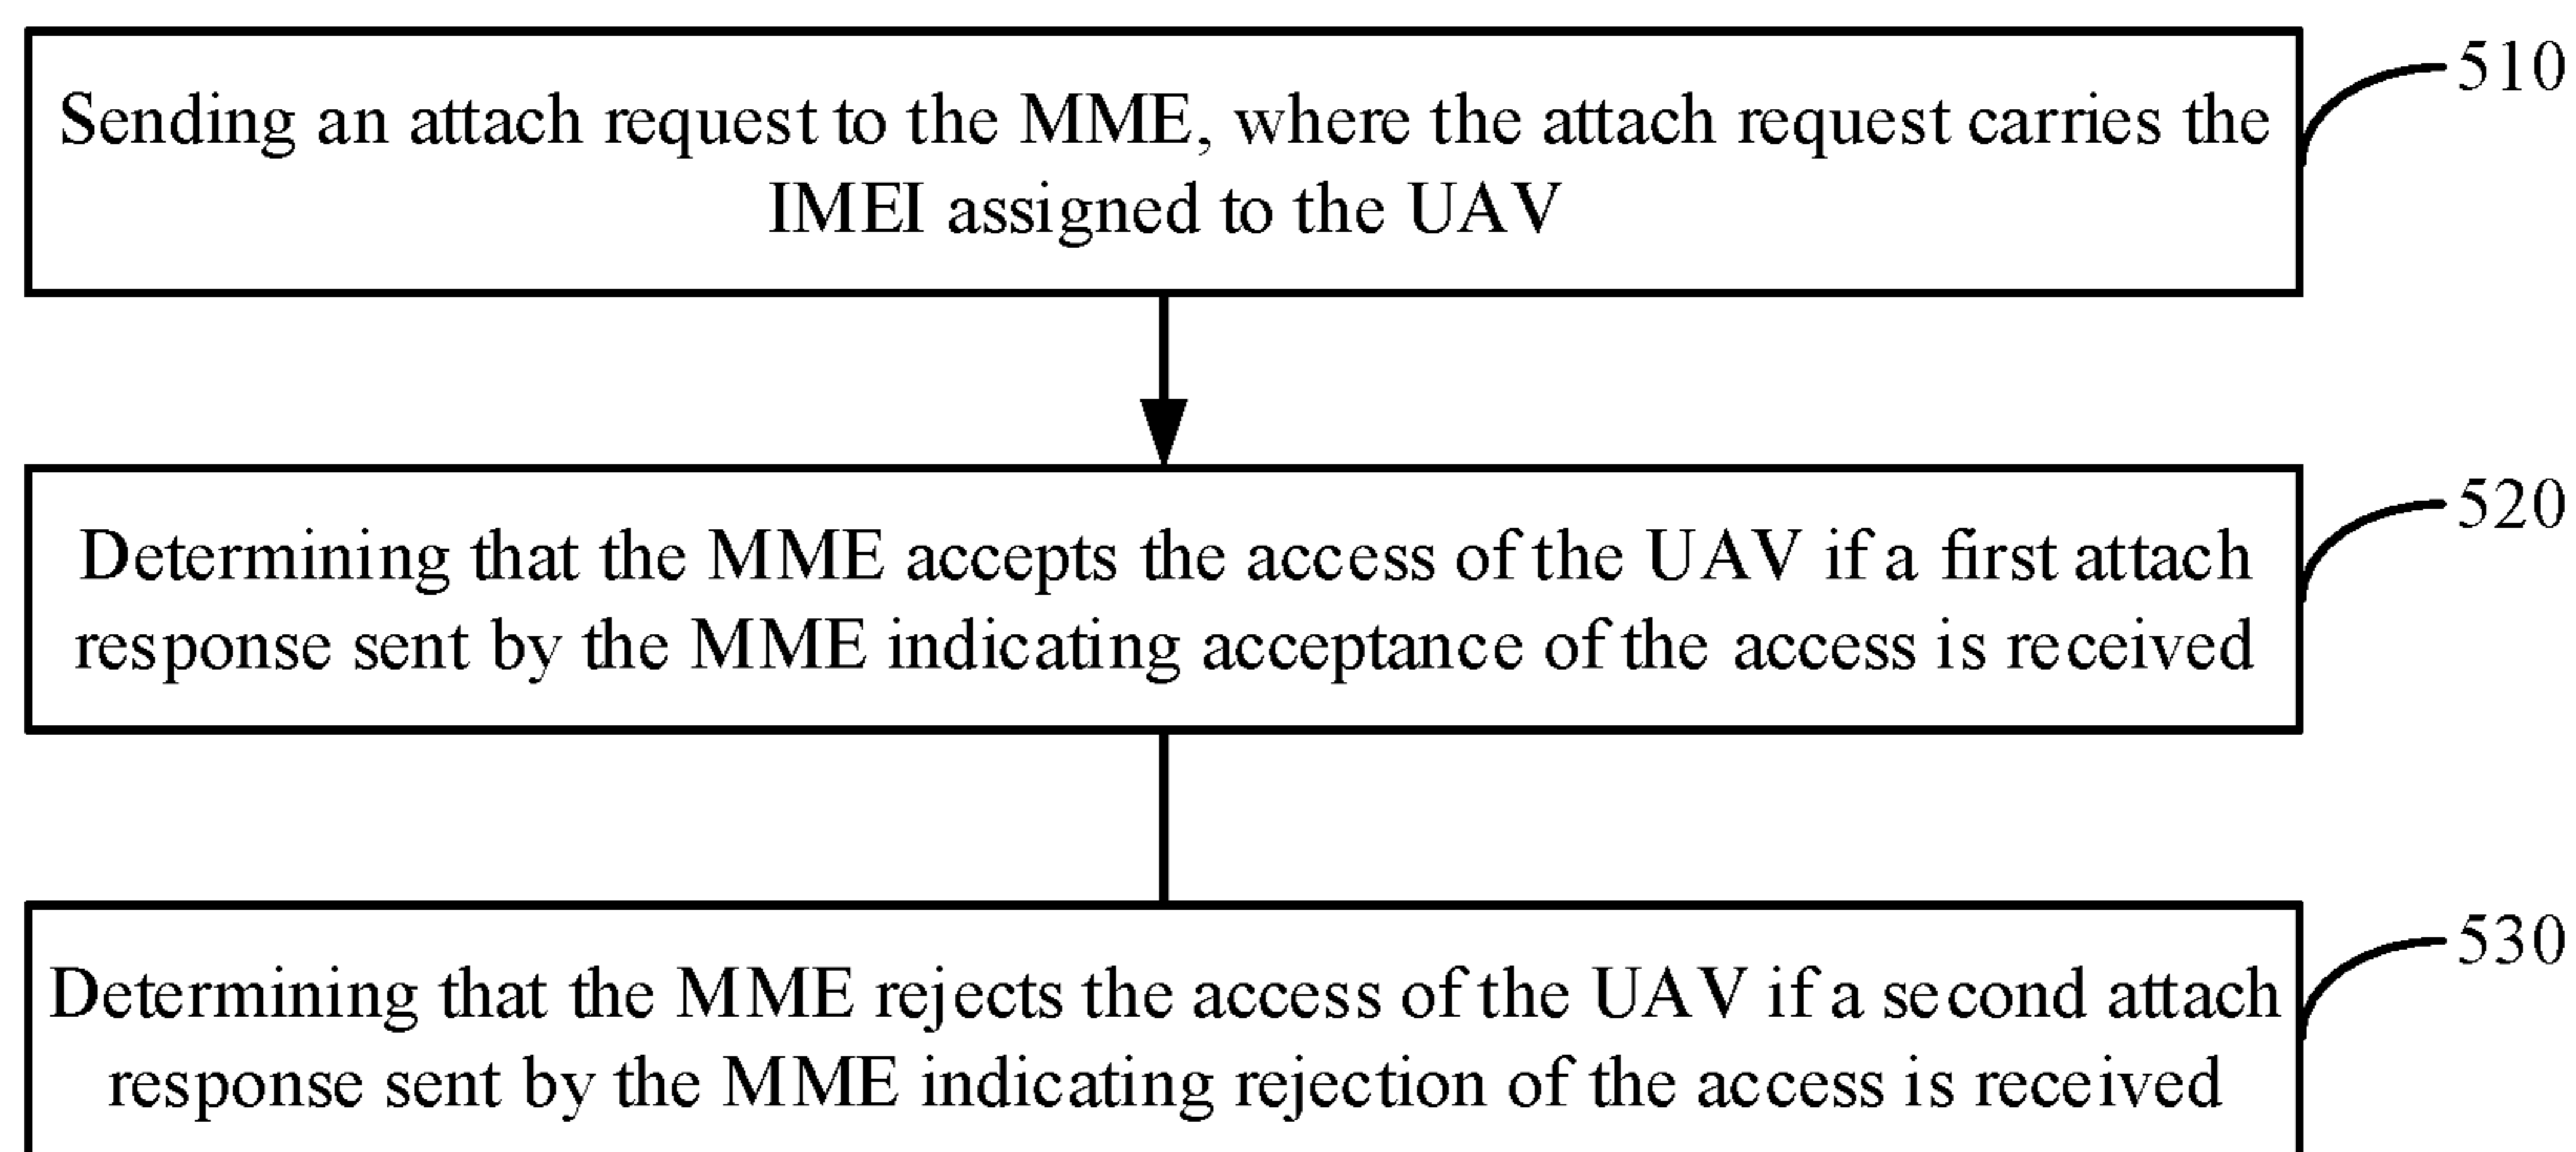 Sending an attach request to the MME, where the attach request carries the
IMEI assigned to the UAV
510
Determining that the MME accepts the access of the UAV if a first attach
response sent by the MME indicating acceptance of the access is received
520
Determining that the MME rejects the access of the UAV if a second attach
response sent by the MME indicating rejection of the access is received
530